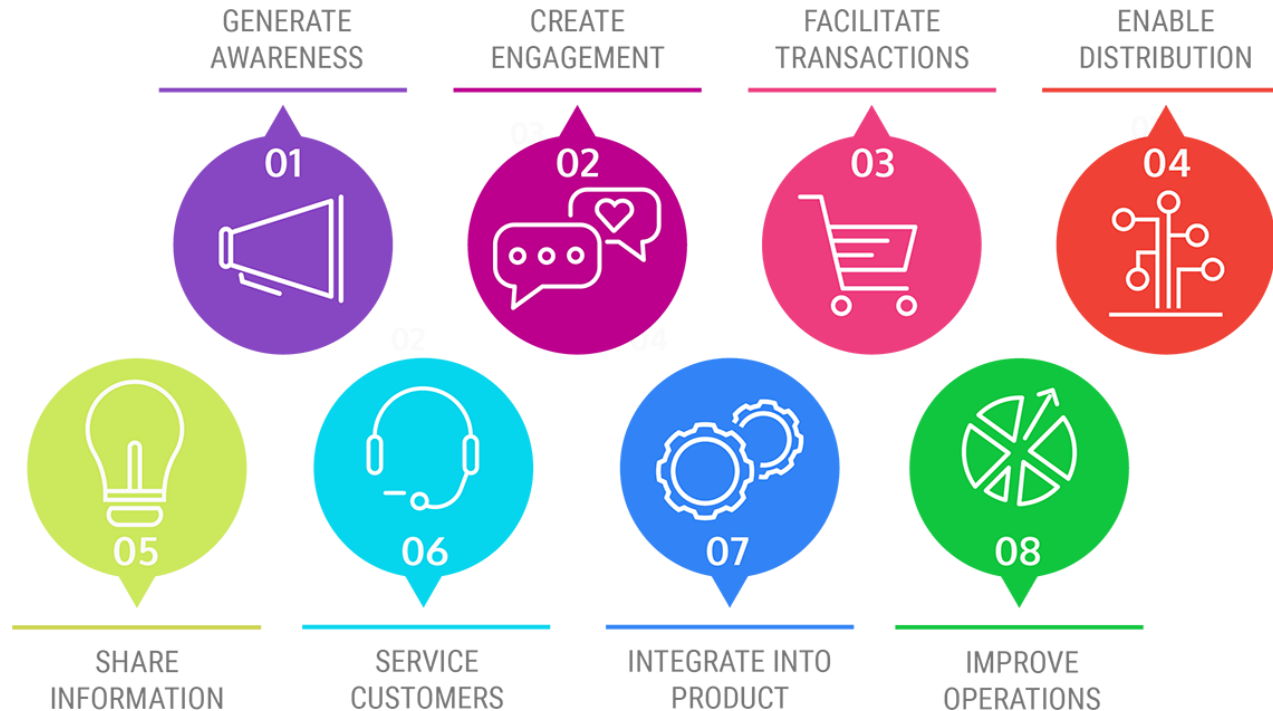 GENERATE
AWARENESS
CREATE
ENGAGEMENT
FACILITATE
TRANSACTIONS
ENABLE
DISTRIBUTION
01
02
03
04
05
06
07
08
SHARE
INFORMATION
SERVICE
CUSTOMERS
INTEGRATE INTO
PRODUCT
IMPROVE
OPERATIONS